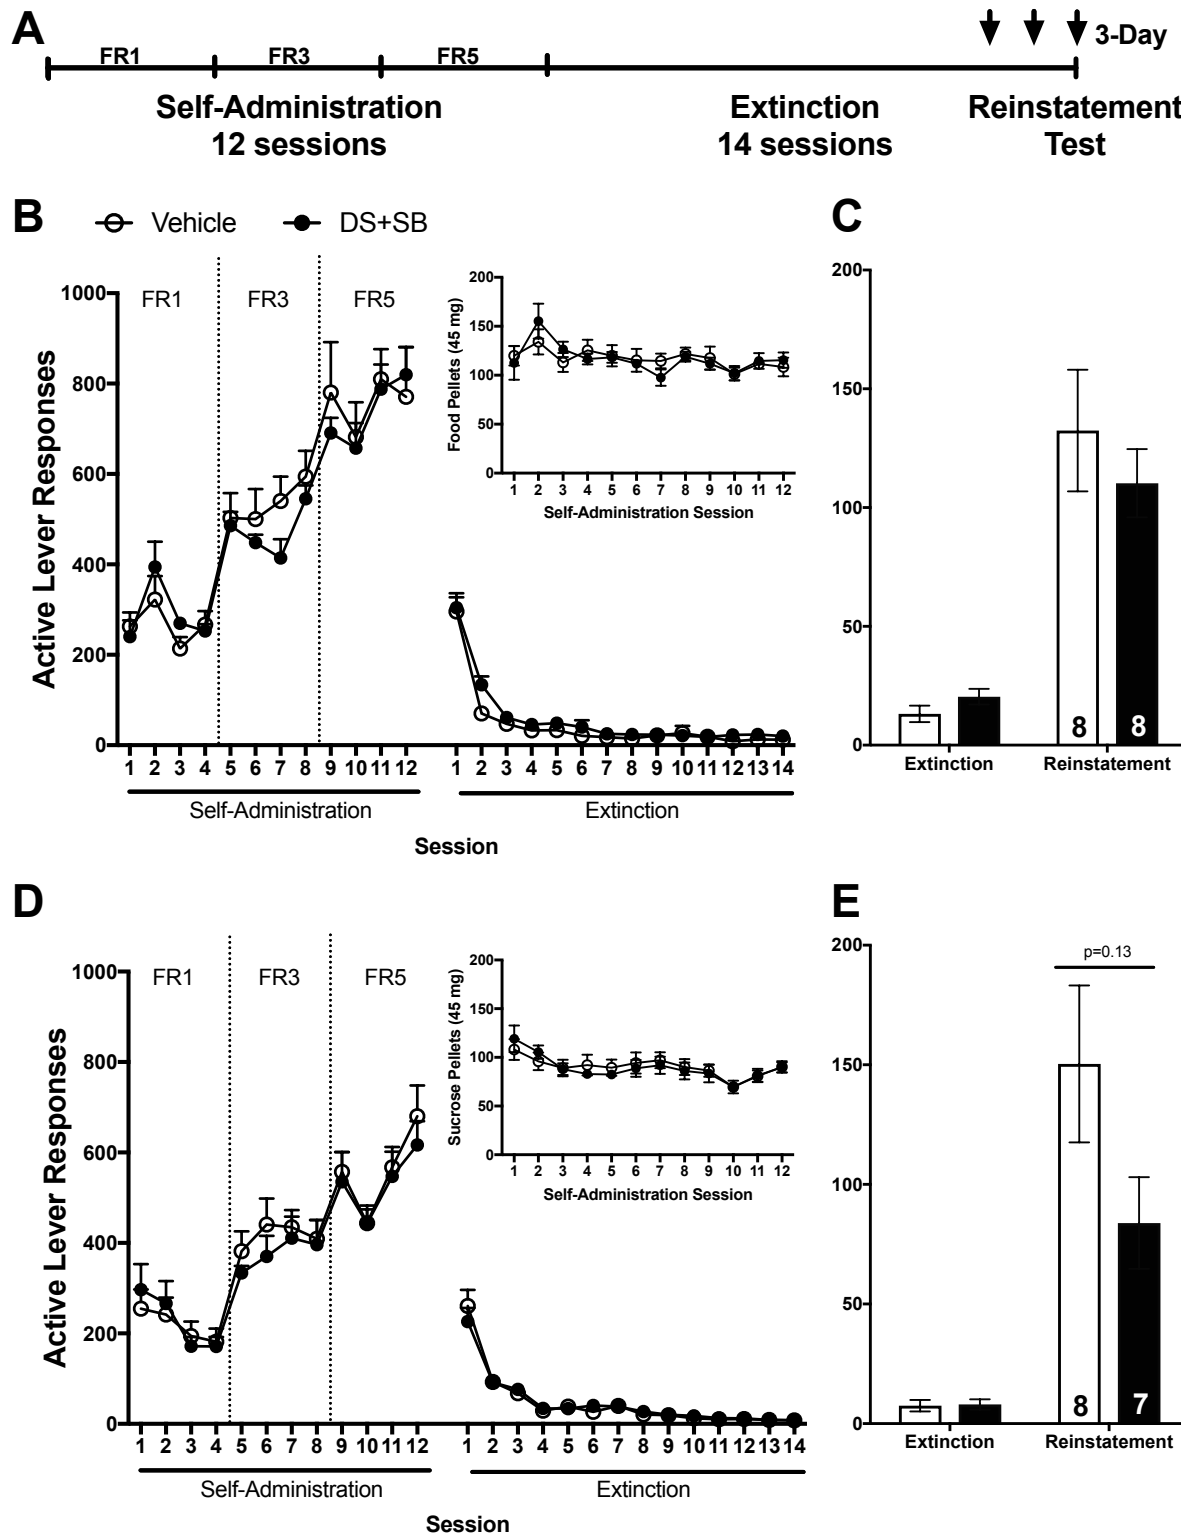 A
FR1
FR3
FR5
3-Day
Self-Administration
12 sessions
Extinction
14 sessions
Reinstatement
Test
B
Vehicle
DS+SB
C
Active Lever Responses
1000
800
600
400
200
0
FR1
FR3
FR5
1 2 3 4 5 6 7 8 9 10 11 12
Self-Administration
1 2 3 4 5 6 7 8 9 10 11 12 13 14
Extinction
Session
Food Pellets (45 mg)
200
150
100
50
0
1 2 3 4 5 6 7 8 9 10 11 12
Self-Administration Session
200
150
100
50
0
8
8
Extinction
Reinstatement
D
E
Active Lever Responses
1000
800
600
400
200
0
FR1
FR3
FR5
1 2 3 4 5 6 7 8 9 10 11 12
Self-Administration
1 2 3 4 5 6 7 8 9 10 11 12 13 14
Extinction
Session
Sucrose Pellets (45 mg)
200
150
100
50
0
1 2 3 4 5 6 7 8 9 10 11 12
Self-Administration Session
200
150
100
50
0
p=0.13
8
7
Extinction
Reinstatement